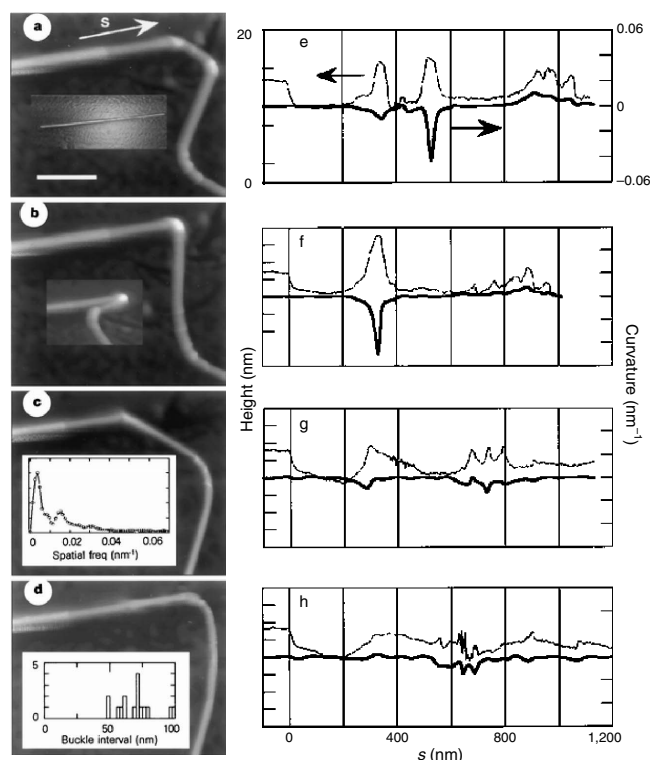 a
S
b
c
0
0.02
0.04
0.06
Spatial freq (nm-1)
d
5
0
0
50
100
Buckle interval (nm)
e
20
0
0.06
0
–0.06
f
g
h
Height (nm)
Curvature (nm–1)
0
400
800
1,200
s (nm)